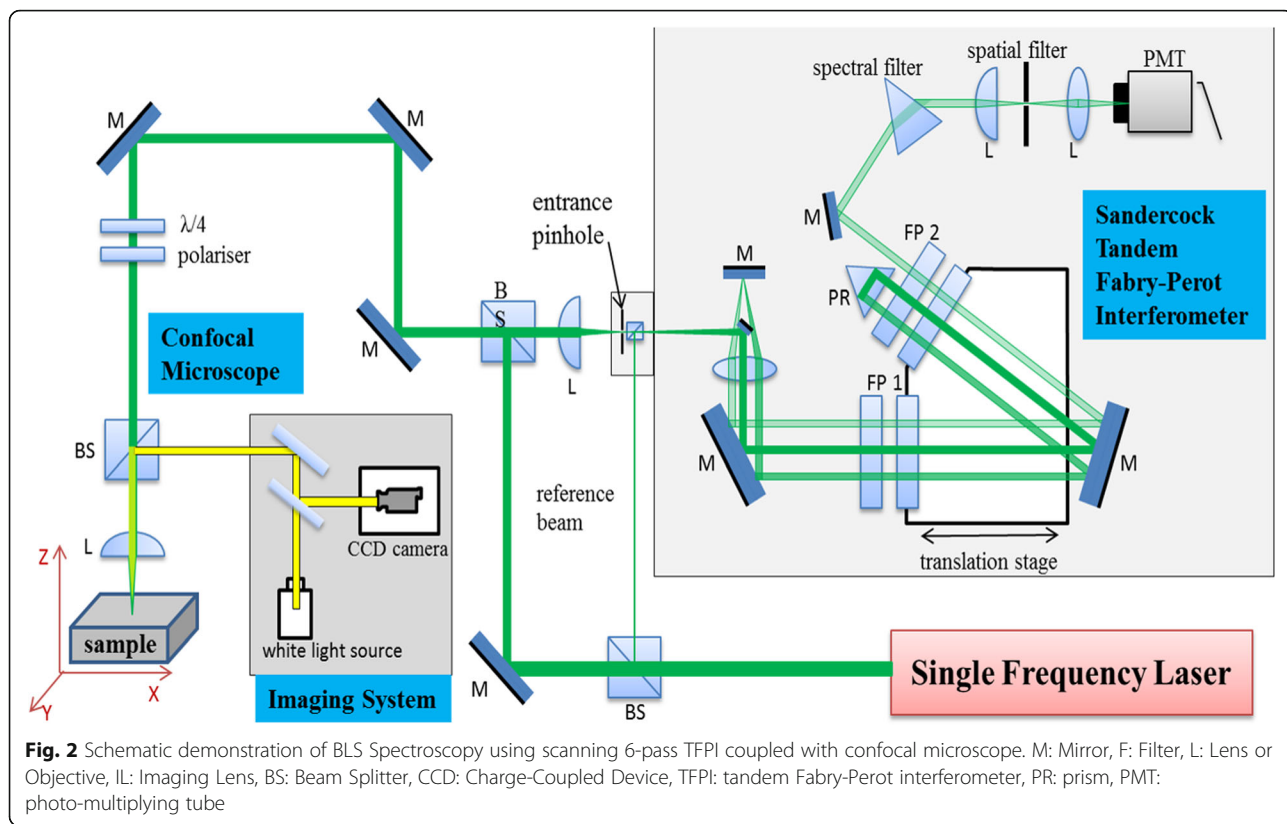 M
M
λ/4
polariser
Confocal
Microscope
M
B
S
L
entrance
pinhole
BS
L
Z
X
Y
sample
CCD camera
white light source
Imaging System
reference
beam
M
BS
Single Frequency Laser
M
M
FP 1
M
translation stage
PR
FP 2
M
spectral filter
L
spatial filter
L
PMT
Sandercock
Tandem
Fabry-Perot
Interferometer
Fig. 2 Schematic demonstration of BLS Spectroscopy using scanning 6-pass TFPI coupled with confocal microscope. M: Mirror, F: Filter, L: Lens or
Objective, IL: Imaging Lens, BS: Beam Splitter, CCD: Charge-Coupled Device, TFPI: tandem Fabry-Perot interferometer, PR: prism, PMT:
photo-multiplying tube